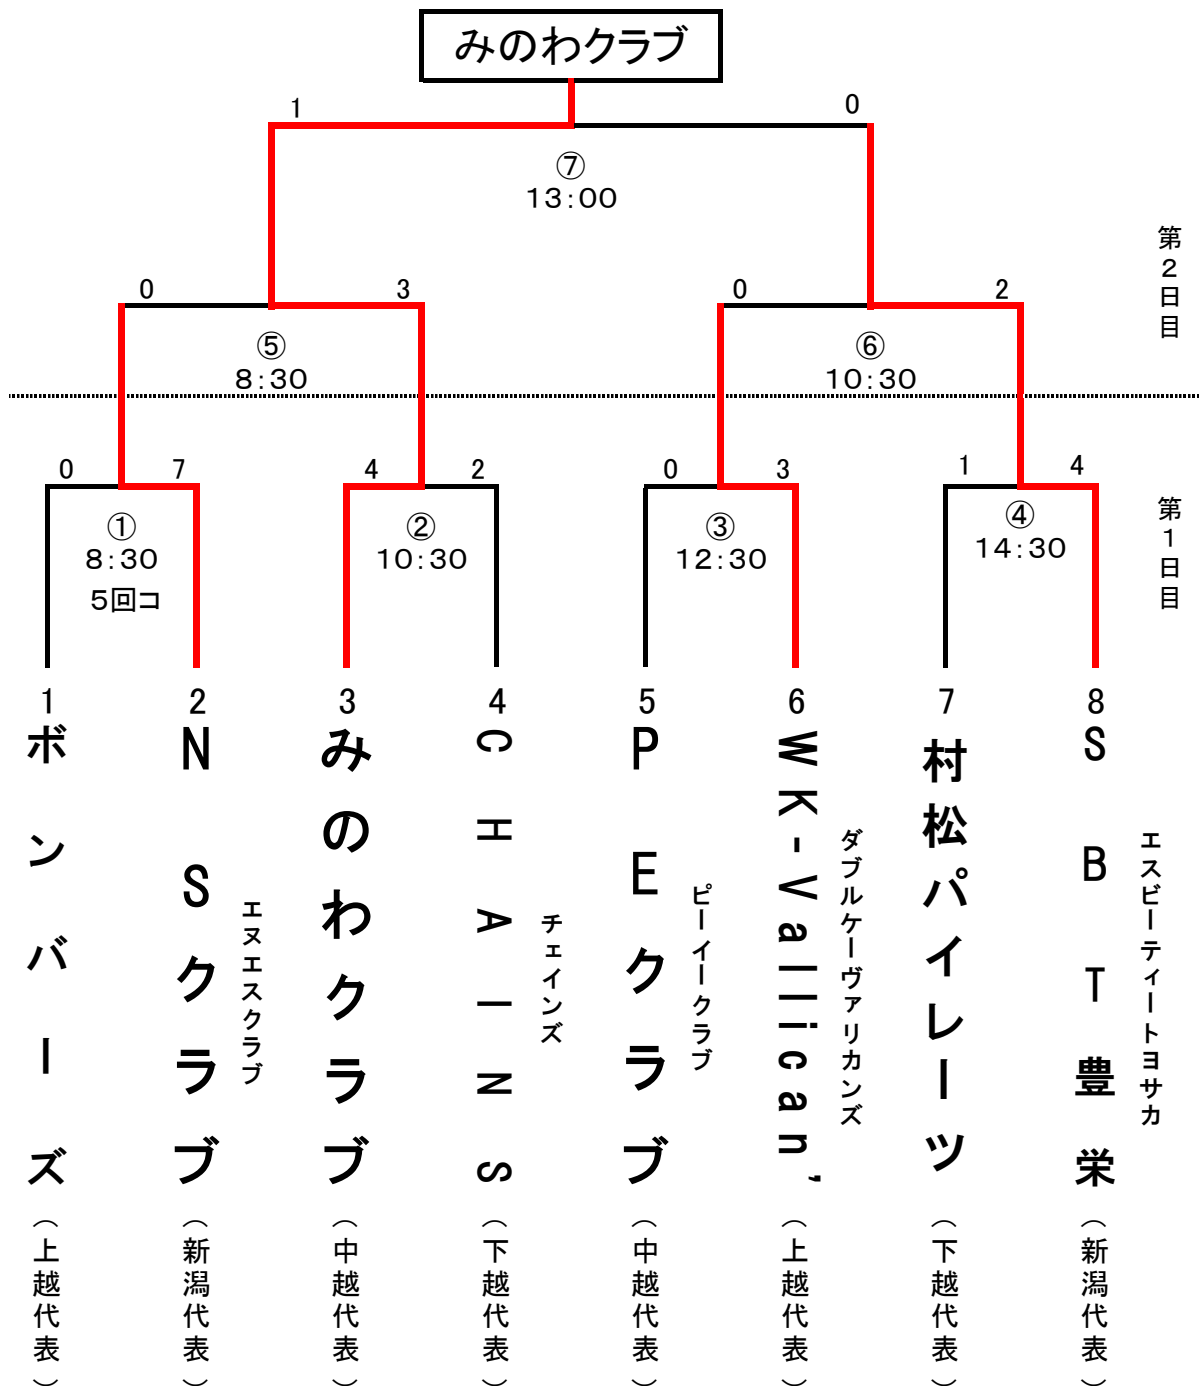 みのわクラブ
1
0
⑦
13:00
第2日目
0
3
0
2
⑤
8:30
⑥
10:30
0
7
4
2
0
3
1
4
①
8:30
5回コ
②
10:30
③
12:30
④
14:30
第1日目
1
2
3
4
5
6
7
8
ボンバーズ
(上越代表)
NSクラブ
エヌエスクラブ
(新潟代表)
みのわクラブ
(中越代表)
CHAINS
チェインズ
(下越代表)
PEクラブ
ピーイークラブ
(中越代表)
WK-Vallican'
ダブルケーヴァリカンズ
(上越代表)
村松パイレーツ
(下越代表)
SBT豊栄
エスビーティートヨサカ
(新潟代表)